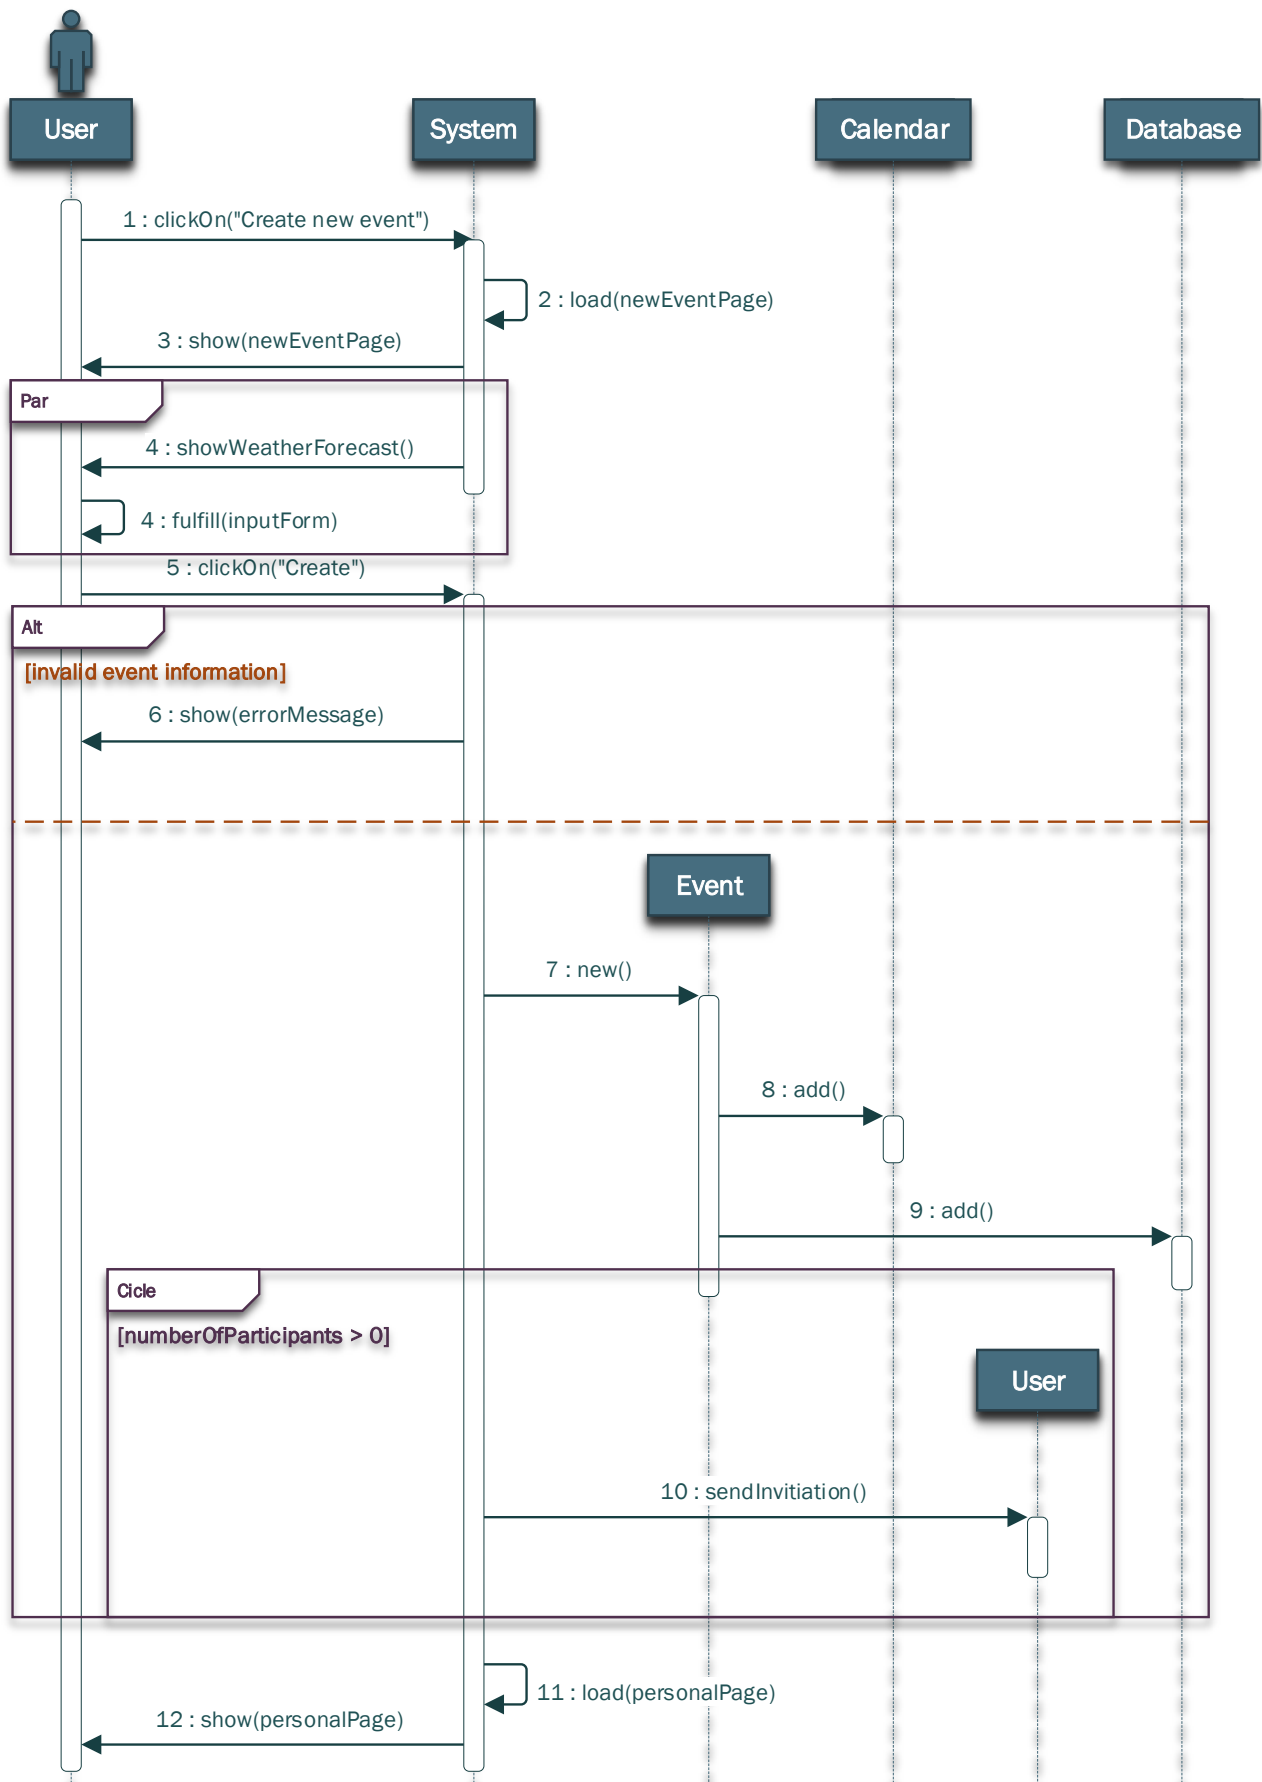 User
System
Calendar
Database
1 : clickOn("Create new event")
2 : load(newEventPage)
3 : show(newEventPage)
Par
4 : showWeatherForecast()
4 : fulfill(inputForm)
5 : clickOn("Create")
Alt
[invalid event information]
6 : show(errorMessage)
Event
7 : new()
8 : add()
9 : add()
Cicle
[numberOfParticipants > 0]
User
10 : sendInvitiation()
11 : load(personalPage)
12 : show(personalPage)